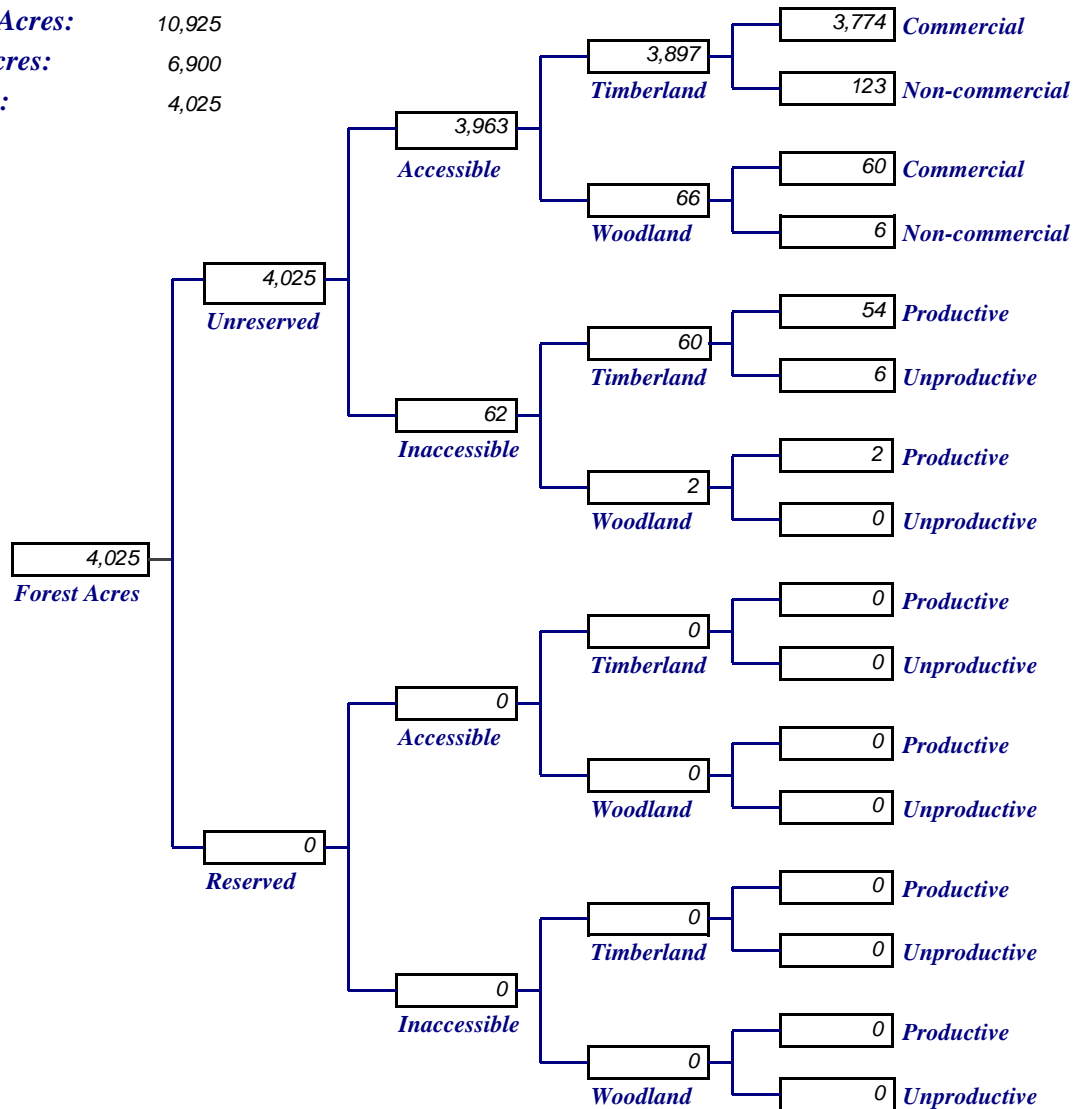 Acres: 10,925
cres: 6,900
: 4,025
3,774 Commercial
3,897
Timberland
123 Non-commercial
3,963
Accessible
60 Commercial
66
Woodland
6 Non-commercial
4,025
Unreserved
54 Productive
60
Timberland
6 Unproductive
62
Inaccessible
2 Productive
2
Woodland
0 Unproductive
4,025
Forest Acres
0 Productive
0
Timberland
0 Unproductive
0
Accessible
0 Productive
0
Woodland
0 Unproductive
0
Reserved
0 Productive
0
Timberland
0 Unproductive
0
Inaccessible
0 Productive
0
Woodland
0 Unproductive